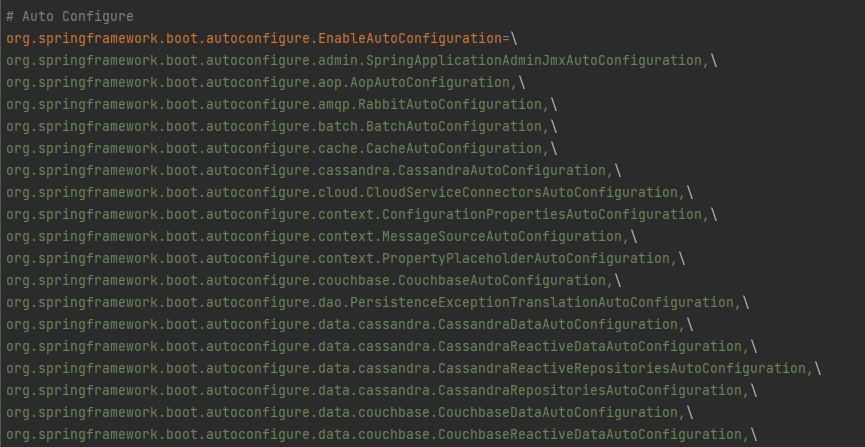 # Auto Configure
org.springframework.boot.autoconfigure.EnableAutoConfiguration=\
org.springframework.boot.autoconfigure.admin.SpringApplicationAdminJmxAutoConfiguration,\
org.springframework.boot.autoconfigure.aop.AopAutoConfiguration,\
org.springframework.boot.autoconfigure.amqp.RabbitAutoConfiguration,\
org.springframework.boot.autoconfigure.batch.BatchAutoConfiguration,\
org.springframework.boot.autoconfigure.cache.CacheAutoConfiguration,\
org.springframework.boot.autoconfigure.cassandra.CassandraAutoConfiguration,\
org.springframework.boot.autoconfigure.cloud.CloudServiceConnectorsAutoConfiguration,\
org.springframework.boot.autoconfigure.context.ConfigurationPropertiesAutoConfiguration,\
org.springframework.boot.autoconfigure.context.MessageSourceAutoConfiguration,\
org.springframework.boot.autoconfigure.context.PropertyPlaceholderAutoConfiguration,\
org.springframework.boot.autoconfigure.couchbase.CouchbaseAutoConfiguration,\
org.springframework.boot.autoconfigure.dao.PersistenceExceptionTranslationAutoConfiguration,\
org.springframework.boot.autoconfigure.data.cassandra.CassandraDataAutoConfiguration,\
org.springframework.boot.autoconfigure.data.cassandra.CassandraReactiveDataAutoConfiguration,\
org.springframework.boot.autoconfigure.data.cassandra.CassandraReactiveRepositoriesAutoConfiguration,\
org.springframework.boot.autoconfigure.data.cassandra.CassandraRepositoriesAutoConfiguration,\
org.springframework.boot.autoconfigure.data.couchbase.CouchbaseDataAutoConfiguration,\
org.springframework.boot.autoconfigure.data.couchbase.CouchbaseReactiveDataAutoConfiguration,\